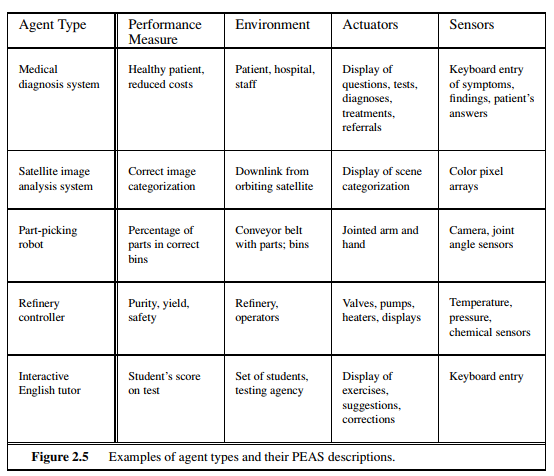 Agent Type
Performance
Measure
Environment
Actuators
Sensors
Medical
diagnosis system
Healthy patient,
reduced costs
Patient, hospital,
staff
Display of
questions, tests,
diagnoses,
treatments,
referrals
Keyboard entry
of symptoms,
findings, patient's
answers
Satellite image
analysis system
Correct image
categorization
Downlink from
orbiting satellite
Display of scene
categorization
Color pixel
arrays
Part-picking
robot
Percentage of
parts in correct
bins
Conveyor belt
with parts; bins
Jointed arm and
hand
Camera, joint
angle sensors
Refinery
controller
Purity, yield,
safety
Refinery,
operators
Valves, pumps,
heaters, displays
Temperature,
pressure,
chemical sensors
Interactive
English tutor
Student's score
on test
Set of students,
testing agency
Display of
exercises,
suggestions,
corrections
Keyboard entry
Figure 2.5 Examples of agent types and their PEAS descriptions.